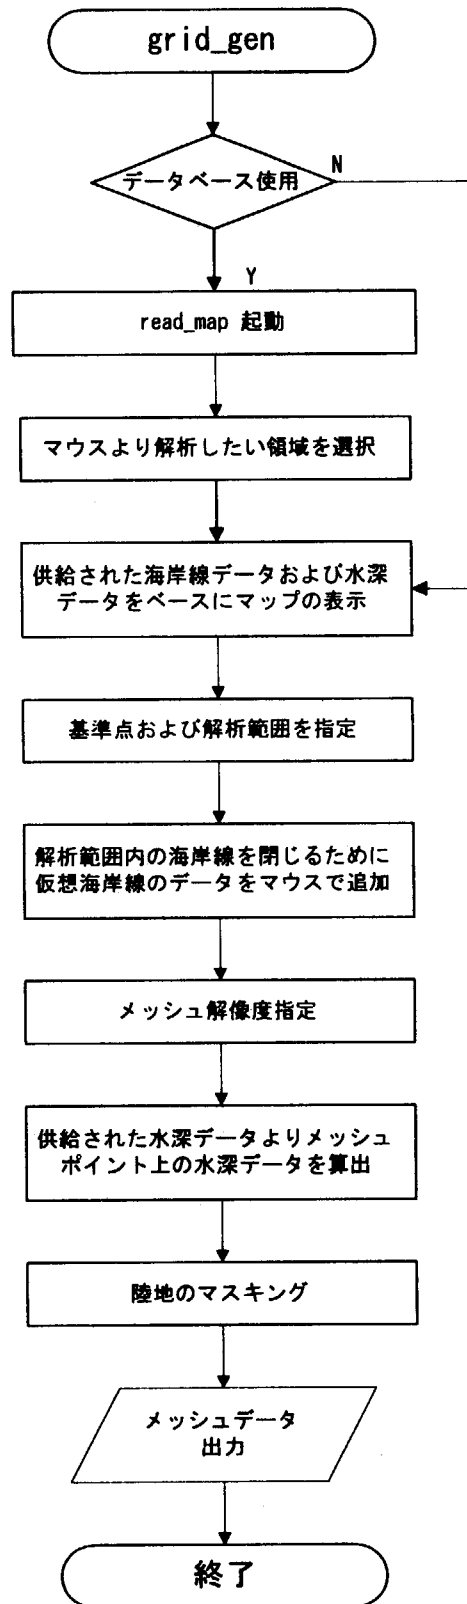 grid_gen
データベース使用
N
Y
read_map 起動
マウスより解析したい領域を選択
供給された海岸線データおよび水深
データをベースにマップの表示
基準点および解析範囲を指定
解析範囲内の海岸線を閉じるために
仮想海岸線のデータをマウスで追加
メッシュ解像度指定
供給された水深データよりメッシュ
ポイント上の水深データを算出
陸地のマスキング
メッシュデータ
出力
終了